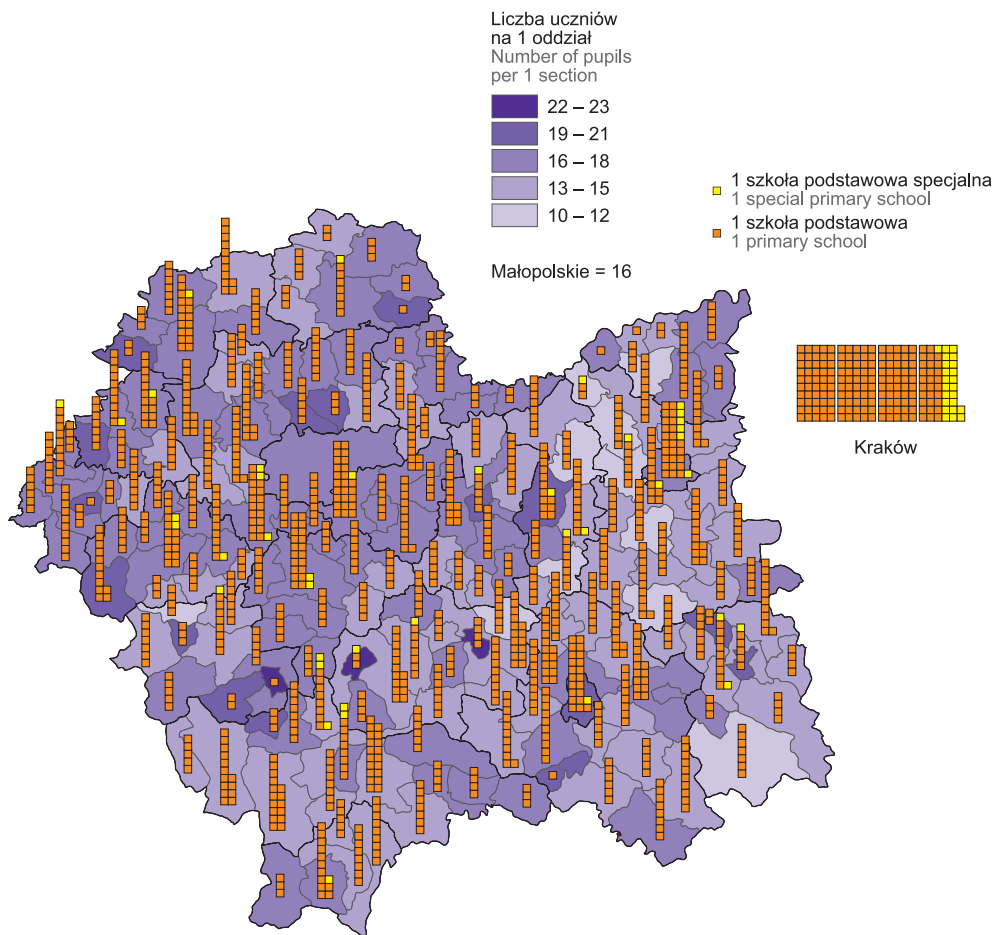 Liczba uczniów
na 1 oddział
Number of pupils
per 1 section
22 – 23
19 – 21
16 – 18
13 – 15
10 – 12
Małopolskie = 16
1 szkoła podstawowa specjalna
1 special primary school
1 szkoła podstawowa
1 primary school
Kraków